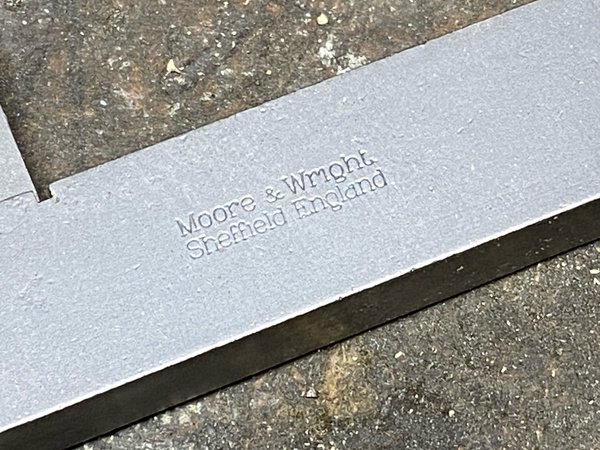 Moore & Wright
Sheffield England